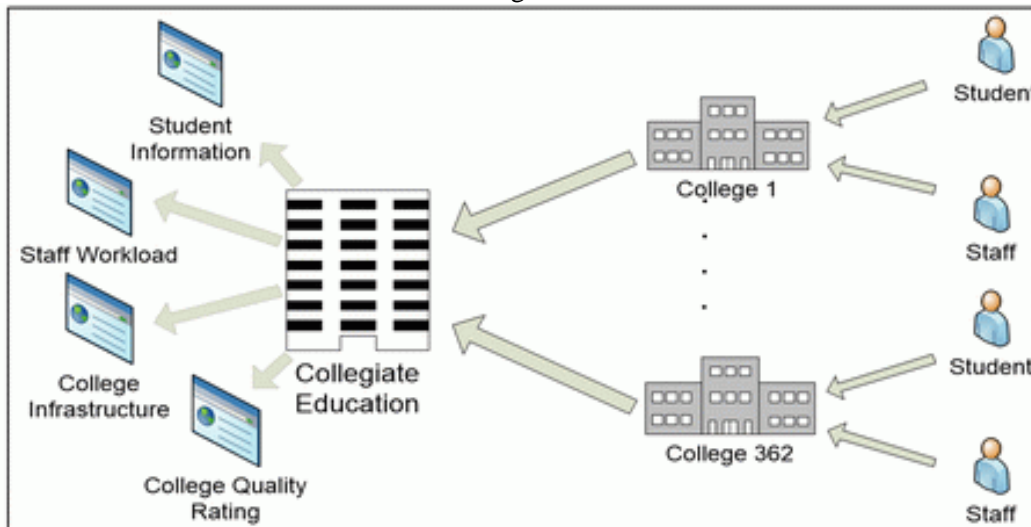 Student
Information
Staff Workload
College
Infrastructure
College Quality
Rating
Collegiate
Education
College 1
College 362
Student
Staff
Student
Staff